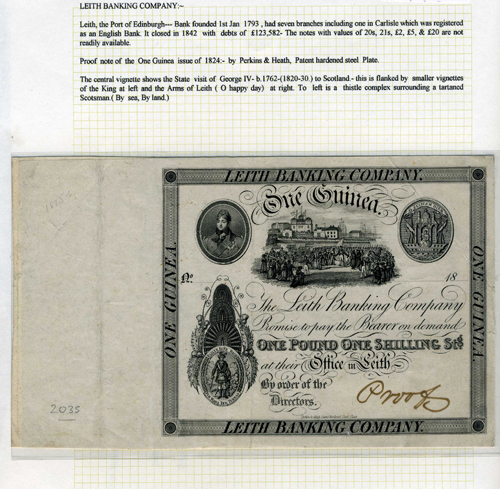 LEITH BANKING COMPANY:~
Leith, the Port of Edinburgh--- Bank founded 1st Jan 1793 , had seven branches including one in Carlisle which was registered
as an English Bank. It closed in 1842 with debts of £123,582- The notes with values of 20s, 21s, £2, £5, & £20 are not
readily available.
Proof note of the One Guinea issue of 1824:- by Perkins & Heath, Patent hardened steel Plate.
The central vignette shows the State visit of George IV- b.1762-(1820-30.) to Scotland.- this is flanked by smaller vignettes
of the King at left and the Arms of Leith ( O happy day) at right. To left is a thistle complex surrounding a tartaned
Scotsman.( By sea, By land.)
LEITH BANKING COMPANY.
One Guinea.
ONE GUINEA.
ONE GUINEA.
No.
18
The Leith Banking Company
Promise to pay the Bearer on demand
ONE POUND ONE SHILLING Stg
at their Office in Leith
By order of the
Directors.
Proof
2035
LEITH BANKING COMPANY.